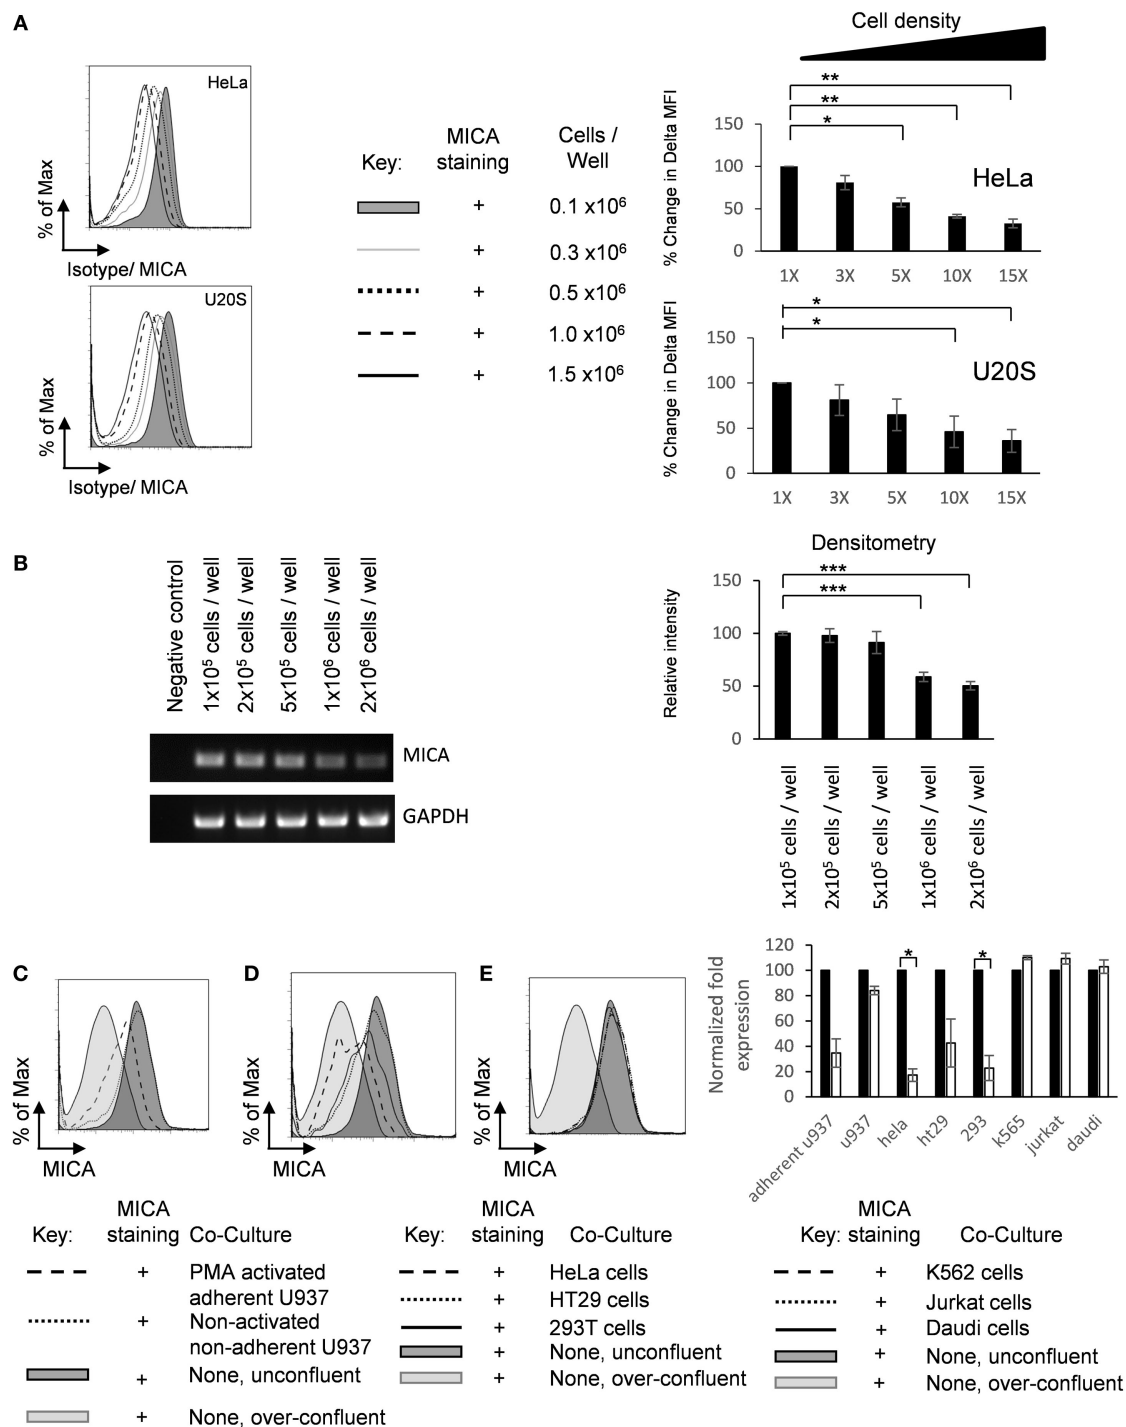 A
HeLa
% of Max
Isotype/ MICA
U20S
% of Max
Isotype/ MICA
Key:
MICA
staining
Cells /
Well
+
0.1 x10⁶
+
0.3 x10⁶
+
0.5 x10⁶
+
1.0 x10⁶
+
1.5 x10⁶
Cell density
**
**
*
% Change in Delta MFI
150
100
50
0
HeLa
1X 3X 5X 10X 15X
*
*
% Change in Delta MFI
150
100
50
0
U20S
1X 3X 5X 10X 15X
B
Negative control
1x10⁵ cells / well
2x10⁵ cells / well
5x10⁵ cells / well
1x10⁶ cells / well
2x10⁶ cells / well
MICA
GAPDH
Densitometry
***
***
Relative intensity
150
100
50
0
1x10⁵ cells / well
2x10⁵ cells / well
5x10⁵ cells / well
1x10⁶ cells / well
2x10⁶ cells / well
C
% of Max
MICA
D
% of Max
MICA
E
% of Max
MICA
Normalized fold
expression
120
100
80
60
40
20
0
*
*
adherent u937
u937
hela
ht29
293
k565
jurkat
daudi
Key:
MICA
staining
Co-Culture
+ PMA activated
adherent U937
+ Non-activated
non-adherent U937
+ None, unconfluent
+ None, over-confluent
Key:
MICA
staining
Co-Culture
+ HeLa cells
+ HT29 cells
+ 293T cells
+ None, unconfluent
+ None, over-confluent
Key:
MICA
staining
Co-Culture
+ K562 cells
+ Jurkat cells
+ Daudi cells
+ None, unconfluent
+ None, over-confluent